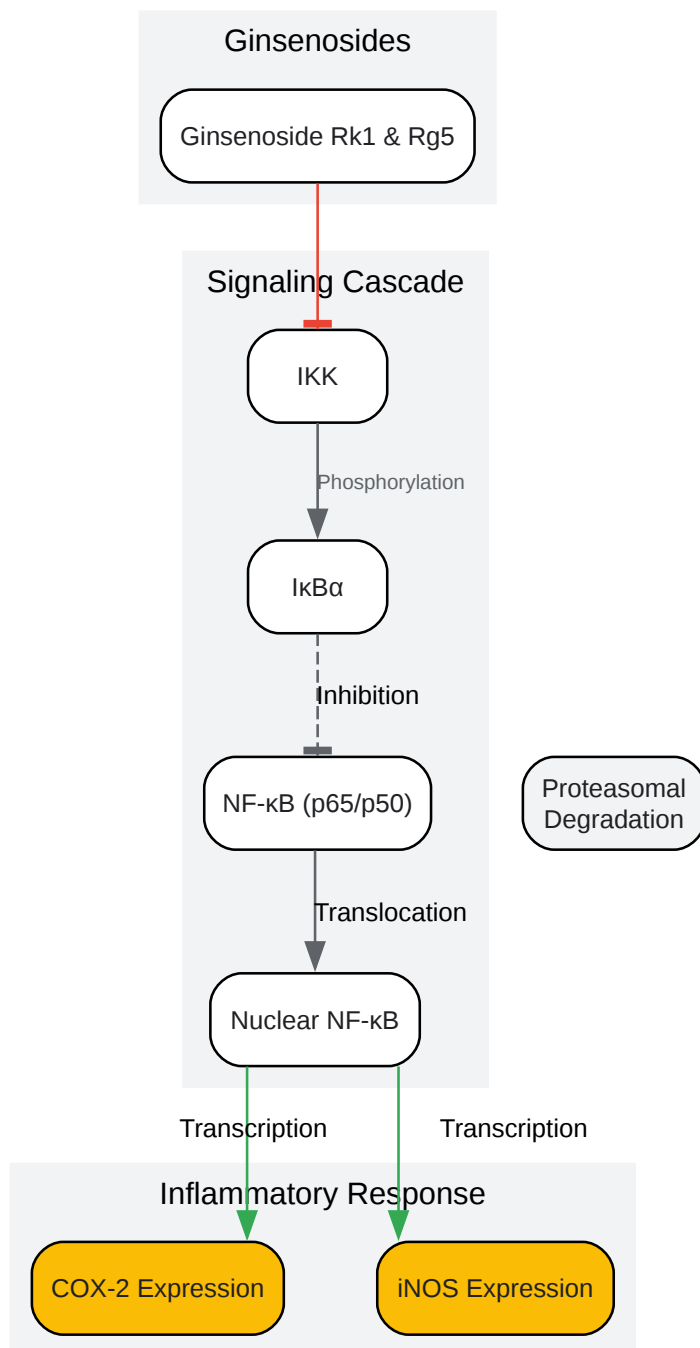 Ginsenosides
Ginsenoside Rk1 & Rg5
Signaling Cascade
IKK
Phosphorylation
IκBα
Inhibition
NF-κB (p65/p50)
Proteasomal
Degradation
Translocation
Nuclear NF-κB
Transcription
Transcription
Inflammatory Response
COX-2 Expression
iNOS Expression